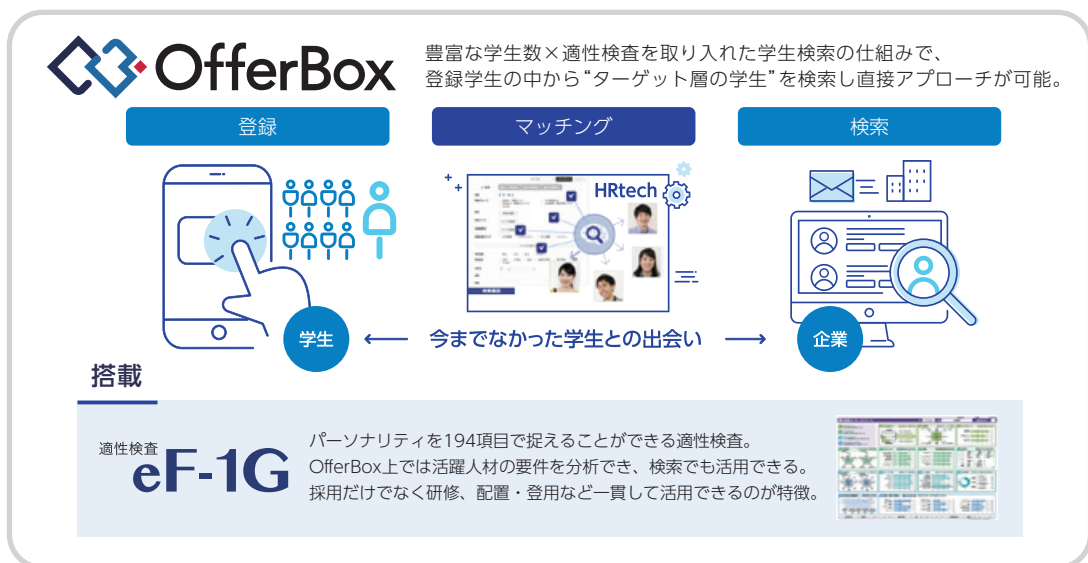 OfferBox
豊富な学生数×適性検査を取り入れた学生検索の仕組みで、
登録学生の中から“ターゲット層の学生”を検索し直接アプローチが可能。
登録
マッチング
検索
HRtech
学生
今までなかった学生との出会い
企業
搭載
適性検査
eF-1G
パーソナリティを194項目で捉えることができる適性検査。
OfferBox上では活躍人材の要件を分析でき、検索でも活用できる。
採用だけでなく研修、配置・登用など一貫して活用できるのが特徴。